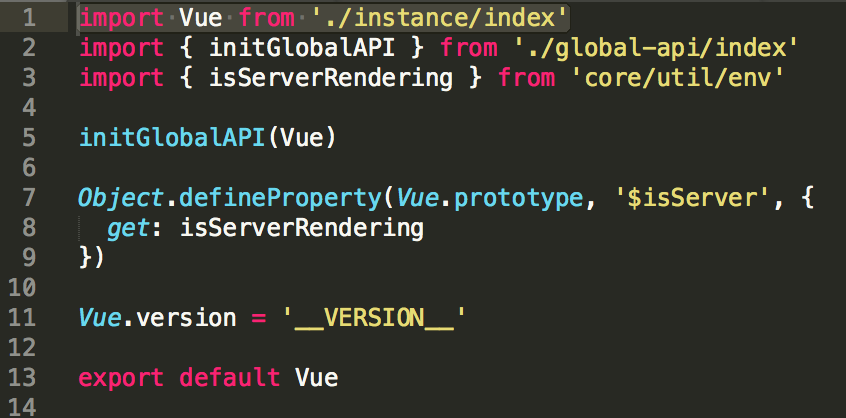 1 import Vue from './instance/index'
2 import { initGlobalAPI } from './global-api/index'
3 import { isServerRendering } from 'core/util/env'
4
5 initGlobalAPI(Vue)
6
7 Object.defineProperty(Vue.prototype, '$isServer', {
8   get: isServerRendering
9 })
10
11 Vue.version = '__VERSION__'
12
13 export default Vue
14